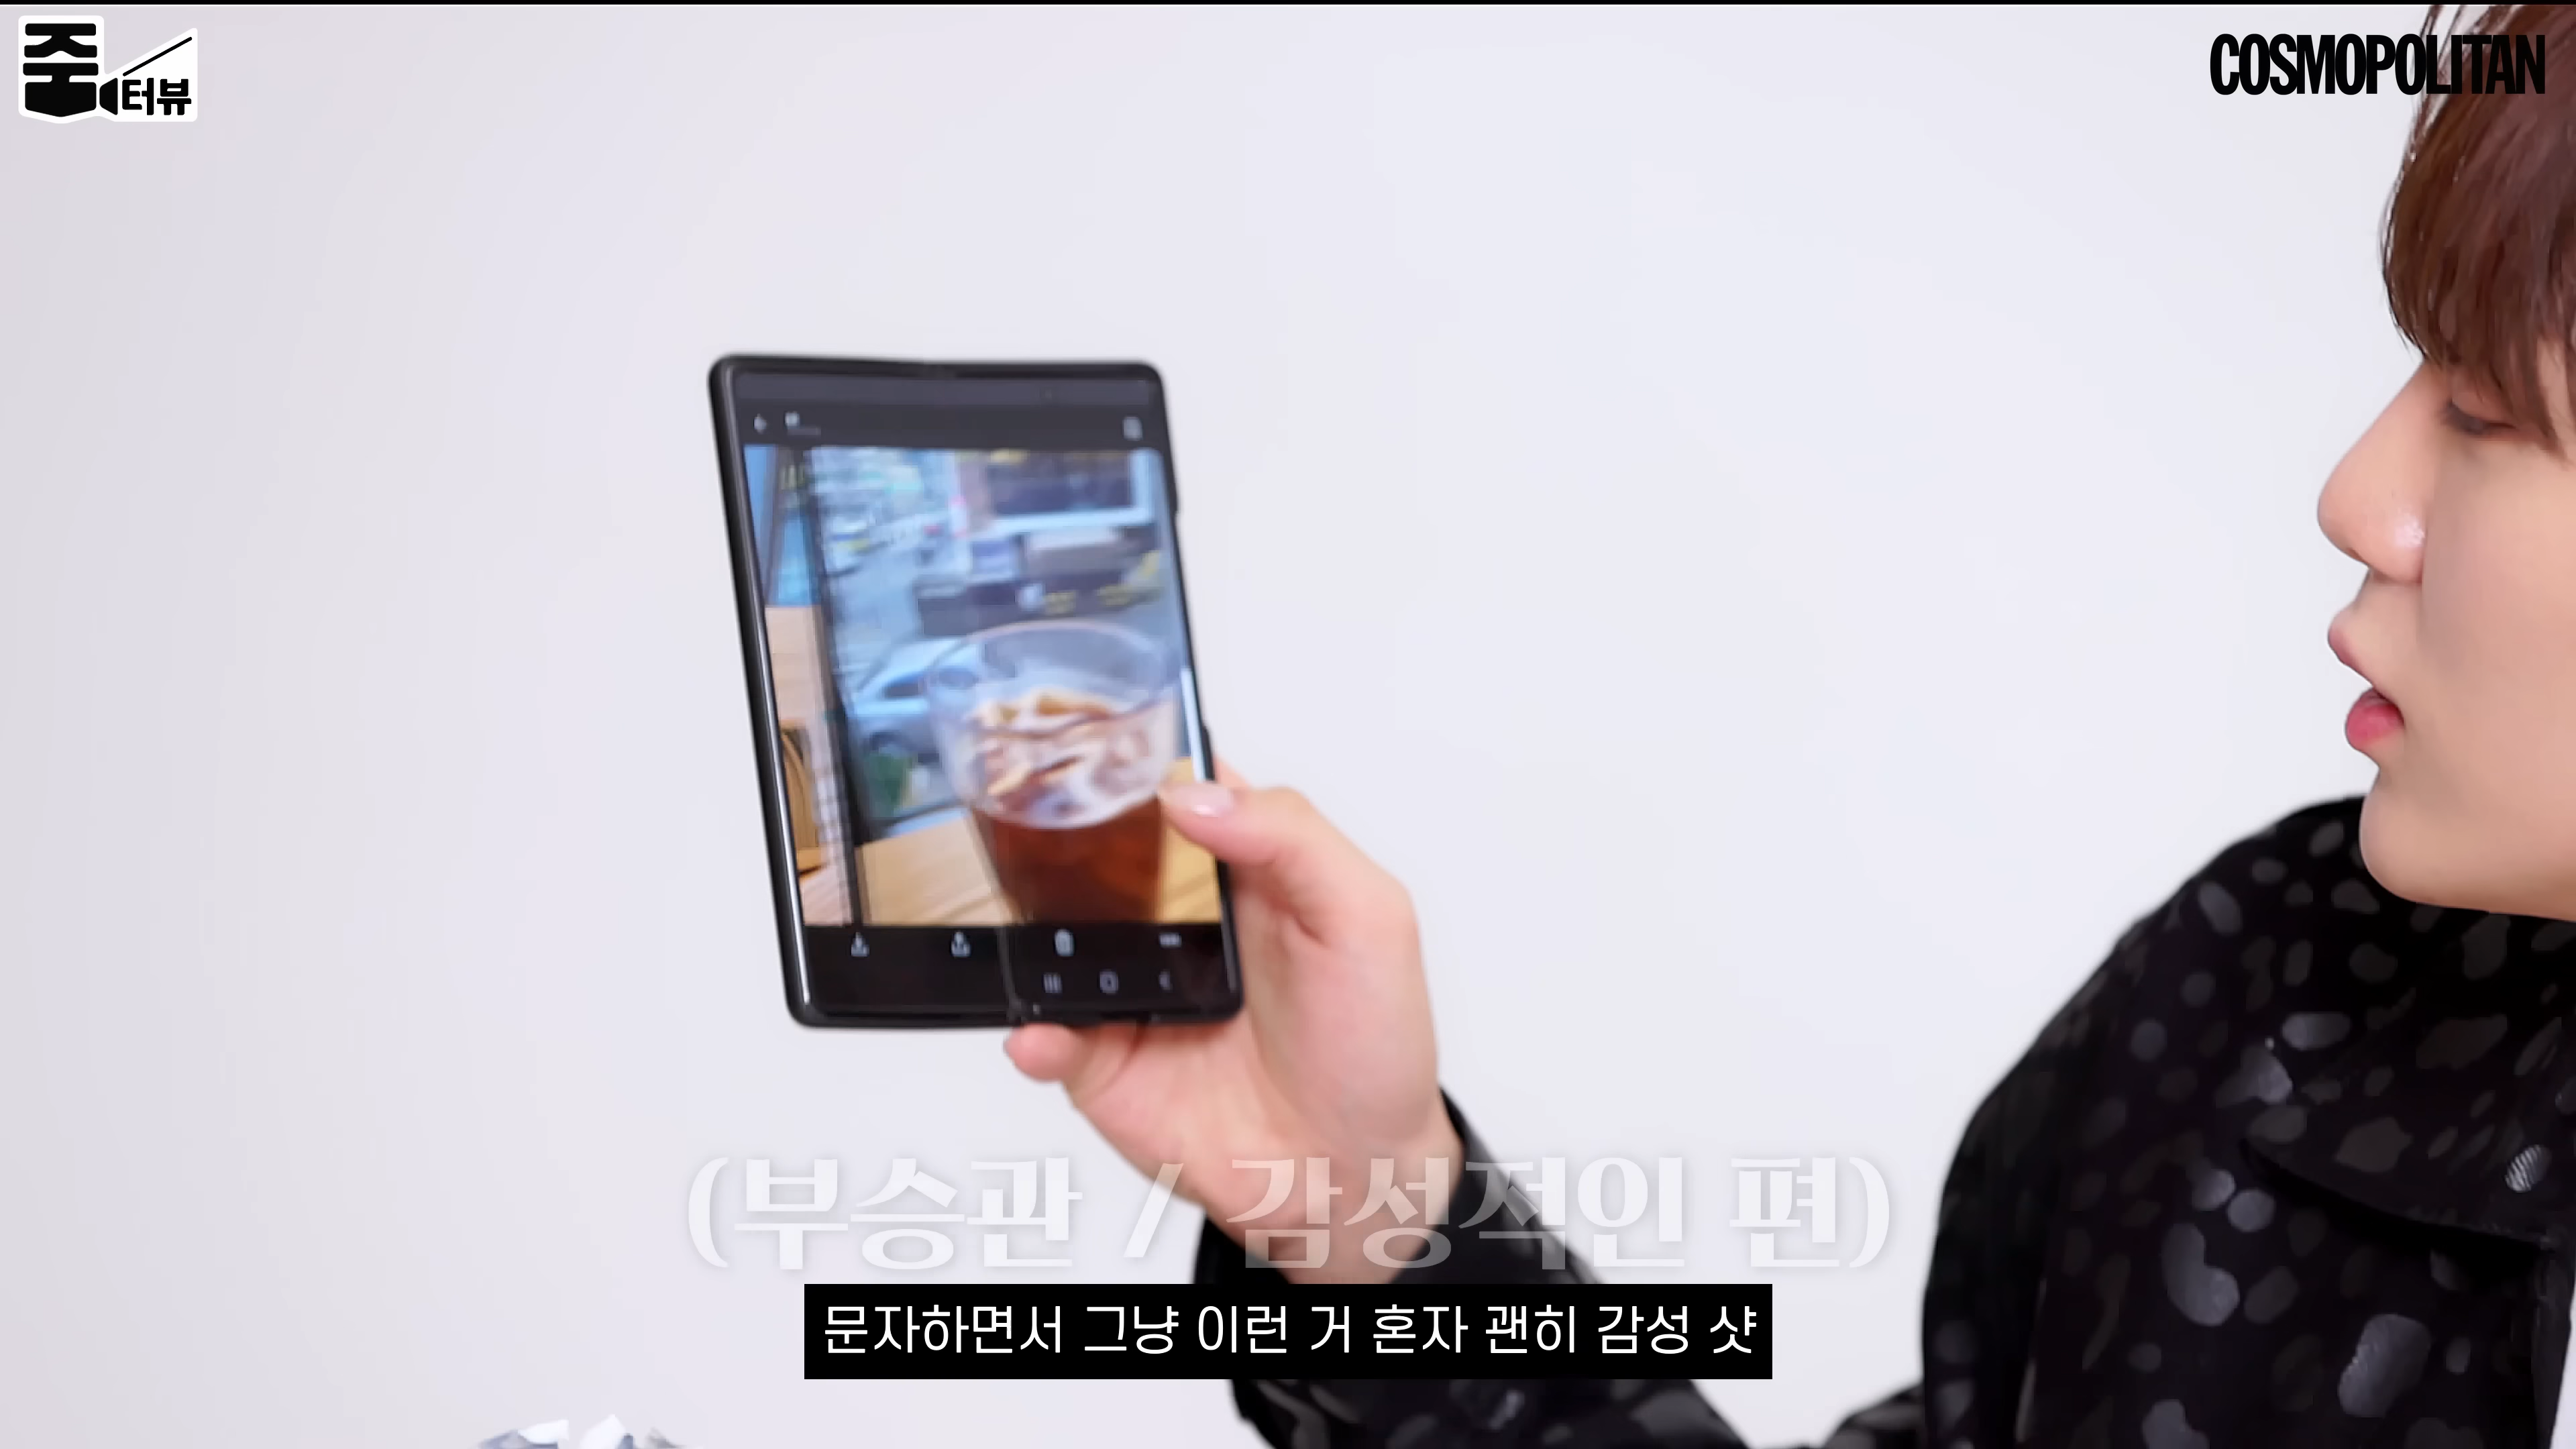 줌터뷰
COSMOPOLITAN
(부승관 / 감성적인 편)
문자하면서 그냥 이런 거 혼자 괜히 감성 샷